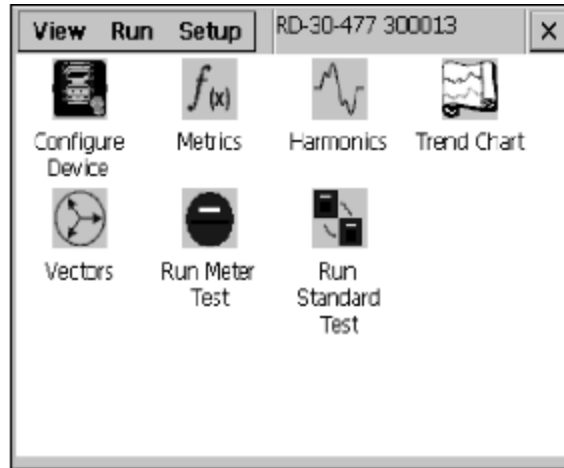 View Run Setup RD-30-477 300013
f(x)
Configure Device
Metrics
Harmonics
Trend Chart
Vectors
Run Meter Test
Run Standard Test